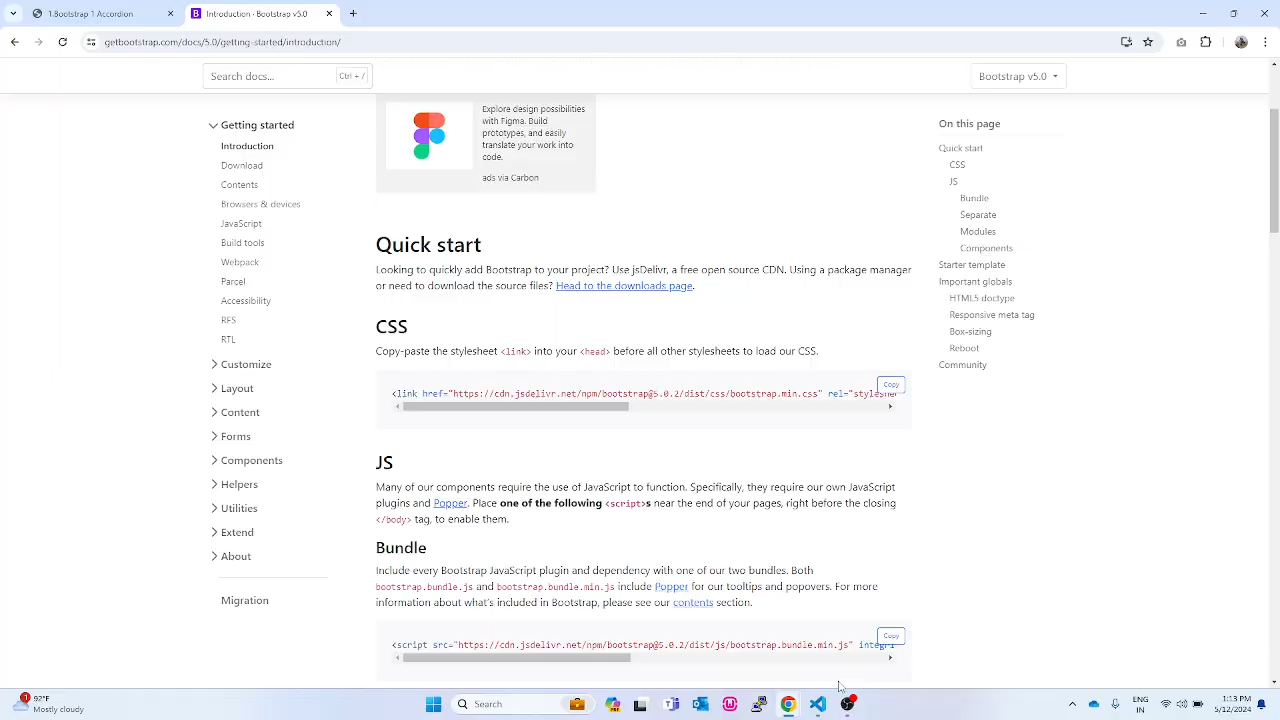 1.Bootstrap 1 Accordion
Introduction · Bootstrap v5.0
getbootstrap.com/docs/5.0/getting-started/introduction/
Search docs...
Ctrl + /
Bootstrap v5.0
Getting started
Introduction
Download
Contents
Browsers & devices
JavaScript
Build tools
Webpack
Parcel
Accessibility
RFS
RTL
Customize
Layout
Content
Forms
Components
Helpers
Utilities
Extend
About
Migration
Explore design possibilities
with Figma. Build
prototypes, and easily
translate your work into
code.
ads via Carbon
Quick start
Looking to quickly add Bootstrap to your project? Use jsDelivr, a free open source CDN. Using a package manager
or need to download the source files? Head to the downloads page.
CSS
Copy-paste the stylesheet <link> into your <head> before all other stylesheets to load our CSS.
Copy
<link href="https://cdn.jsdelivr.net/npm/bootstrap@5.0.2/dist/css/bootstrap.min.css" rel="styleshe
JS
Many of our components require the use of JavaScript to function. Specifically, they require our own JavaScript
plugins and Popper. Place one of the following <script>s near the end of your pages, right before the closing
</body> tag, to enable them.
Bundle
Include every Bootstrap JavaScript plugin and dependency with one of our two bundles. Both
bootstrap.bundle.js and bootstrap.bundle.min.js include Popper for our tooltips and popovers. For more
information about what's included in Bootstrap, please see our contents section.
Copy
<script src="https://cdn.jsdelivr.net/npm/bootstrap@5.0.2/dist/js/bootstrap.bundle.min.js" integri
On this page
Quick start
CSS
JS
Bundle
Separate
Modules
Components
Starter template
Important globals
HTML5 doctype
Responsive meta tag
Box-sizing
Reboot
Community
92°F
Mostly cloudy
Search
ENG
IN
1:13 PM
5/12/2024